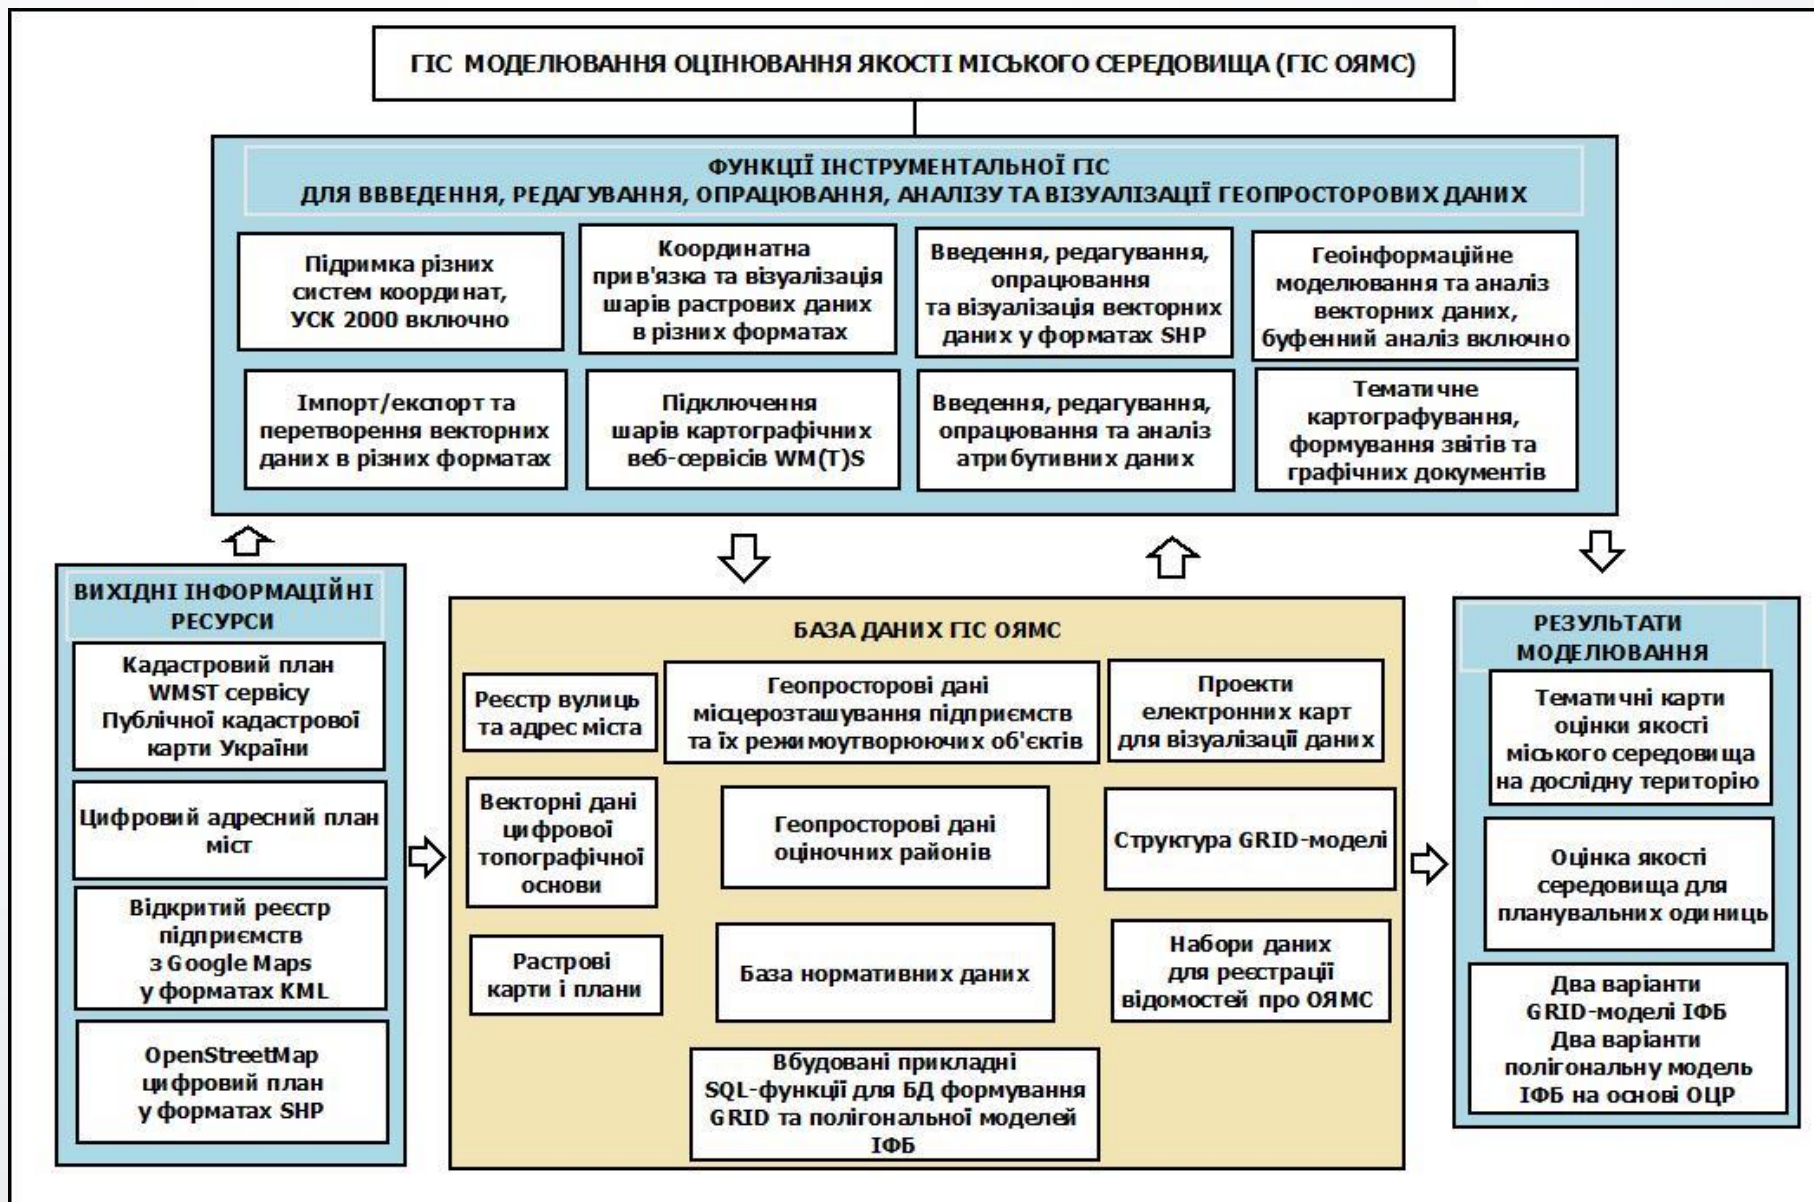 ГІС МОДЕЛЮВАННЯ ОЦІНЮВАННЯ ЯКОСТІ МІСЬКОГО СЕРЕДОВИЩА (ГІС ОЯМС)
ФУНКЦІЇ ІНСТРУМЕНТАЛЬНОЇ ГІС
ДЛЯ ВВВЕДЕННЯ, РЕДАГУВАННЯ, ОПРАЦЮВАННЯ, АНАЛІЗУ ТА ВІЗУАЛІЗАЦІЇ ГЕОПРОСТОРОВИХ ДАНИХ
Підримка різних
систем координат,
УСК 2000 включно
Координатна
прив'язка та візуалізація
шарів растрових даних
в різних форматах
Введення, редагування,
опрацювання
та візуалізація векторних
даних у форматах SHP
Геоінформаційне
моделювання та аналіз
векторних даних,
буфенний аналіз включно
Імпорт/експорт та
перетворення векторних
даних в різних форматах
Підключення
шарів картографічних
веб-сервісів WM(T)S
Введення, редагування,
опрацювання та аналіз
атрибутивних даних
Тематичне
картографування,
формування звітів та
графічних документів
ВИХІДНІ ІНФОРМАЦІЙНІ
РЕСУРСИ
Кадастровий план
WMST сервісу
Публічної кадастрової
карти України
Цифровий адресний план
міст
Відкритий реєстр
підприємств
з Google Maps
у форматах KML
OpenStreetMap
цифровий план
у форматах SHP
БАЗА ДАНИХ ГІС ОЯМС
Реєстр вулиць
та адрес міста
Геопросторові дані
місцерозташування підприємств
та їх режимоутворюючих об'єктів
Проекти
електронних карт
для візуалізації даних
Векторні дані
цифрової
топографічної
основи
Геопросторові дані
оціночних районів
Структура GRID-моделі
Растрові
карти і плани
База нормативних даних
Набори даних
для реєстрації
відомостей про ОЯМС
Вбудовані прикладні
SQL-функції для БД формування
GRID та полігональної моделей
ІФБ
РЕЗУЛЬТАТИ
МОДЕЛЮВАННЯ
Тематичні карти
оцінки якості
міського середовища
на дослідну територію
Оцінка якості
середовища для
планувальних одиниць
Два варіанти
GRID-моделі ІФБ
Два варіанти
полігональну модель
ІФБ на основі ОЦР